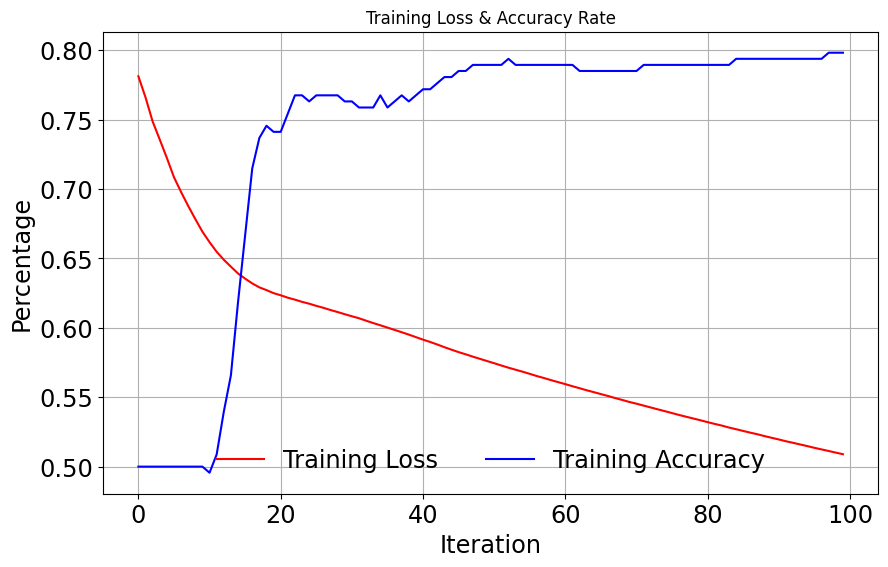 Training Loss & Accuracy Rate
0.80
0.75
0.70
0.65
0.60
0.55
0.50
Percentage
Training Loss
Training Accuracy
0 20 40 60 80 100
Iteration